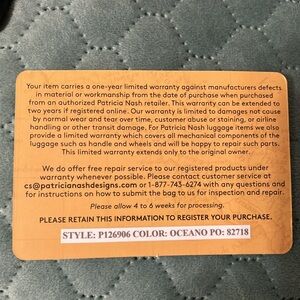 Your item carries a one-year limited warranty against manufacturers defects
in material or workmanship from the date of purchase when purchased
from an authorized Patricia Nash retailer. This warranty can be extended to
two years if registered online. Our warranty is limited to damages not cause
by normal wear and tear over time, customer abuse or staining, or airline
handling or other transit damage. For Patricia Nash luggage items we also
provide a limited warranty which covers all mechanical components of the
luggage such as handle and wheels and will be happy to repair such parts.
This limited warranty extends only to the original owner.
We do offer free repair service to our registered products under
warranty whenever possible. Please contact customer service at
cs@patricianashdesigns.com or 1-877-743-6274 with any questions and
for instructions on how to submit the bag to us for inspection and repair.
Please allow 4 to 6 weeks for processing.
PLEASE RETAIN THIS INFORMATION TO REGISTER YOUR PURCHASE.
STYLE: P126906 COLOR: OCEANO PO: 82718